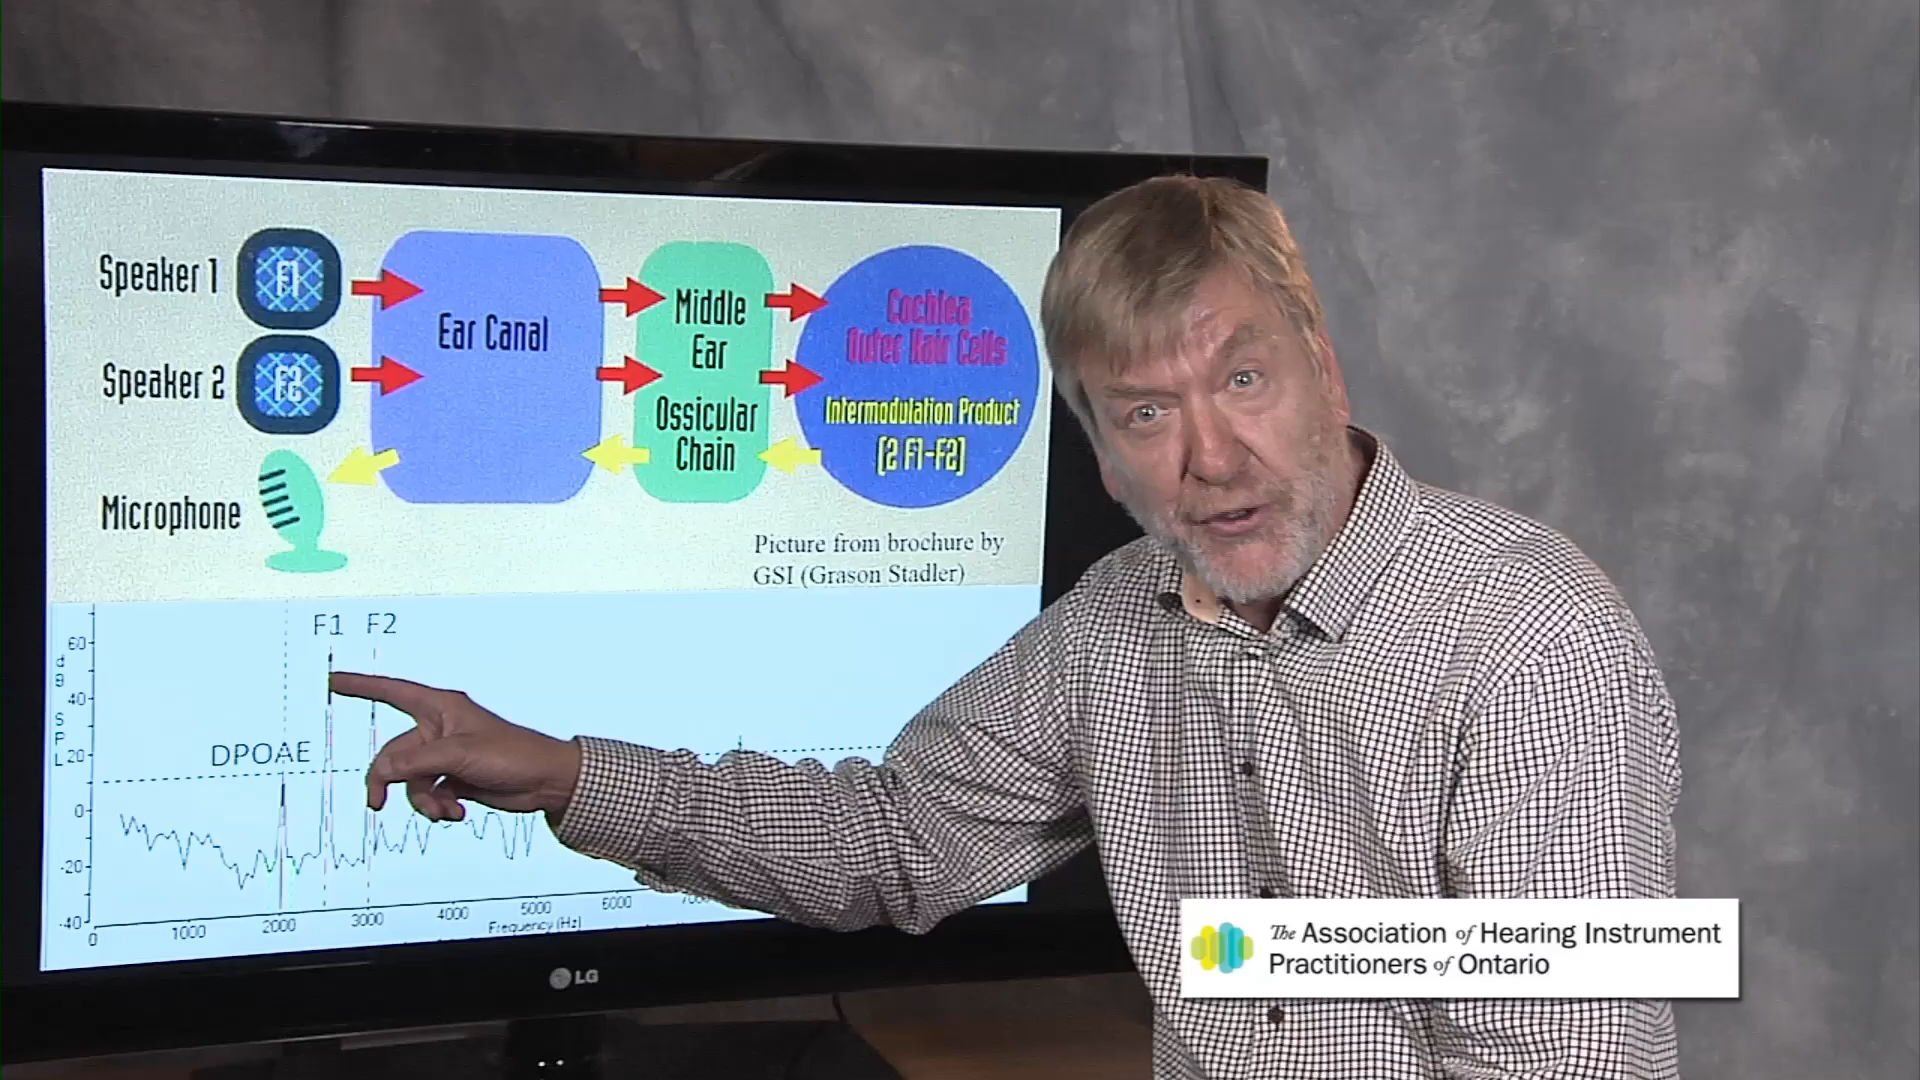 Speaker 1
F1
Speaker 2
F2
Microphone
Ear Canal
Middle
Ear
Ossicular
Chain
Cochlea
Outer Hair Cells
Intermodulation Product
(2 F1-F2)
Picture from brochure by
GSI (Grason Stadler)
F1 F2
DPOAE
dB SPL
60
40
20
0
-20
-40
0 1000 2000 3000 4000 5000 6000
Frequency (Hz)
LG
The Association of Hearing Instrument
Practitioners of Ontario